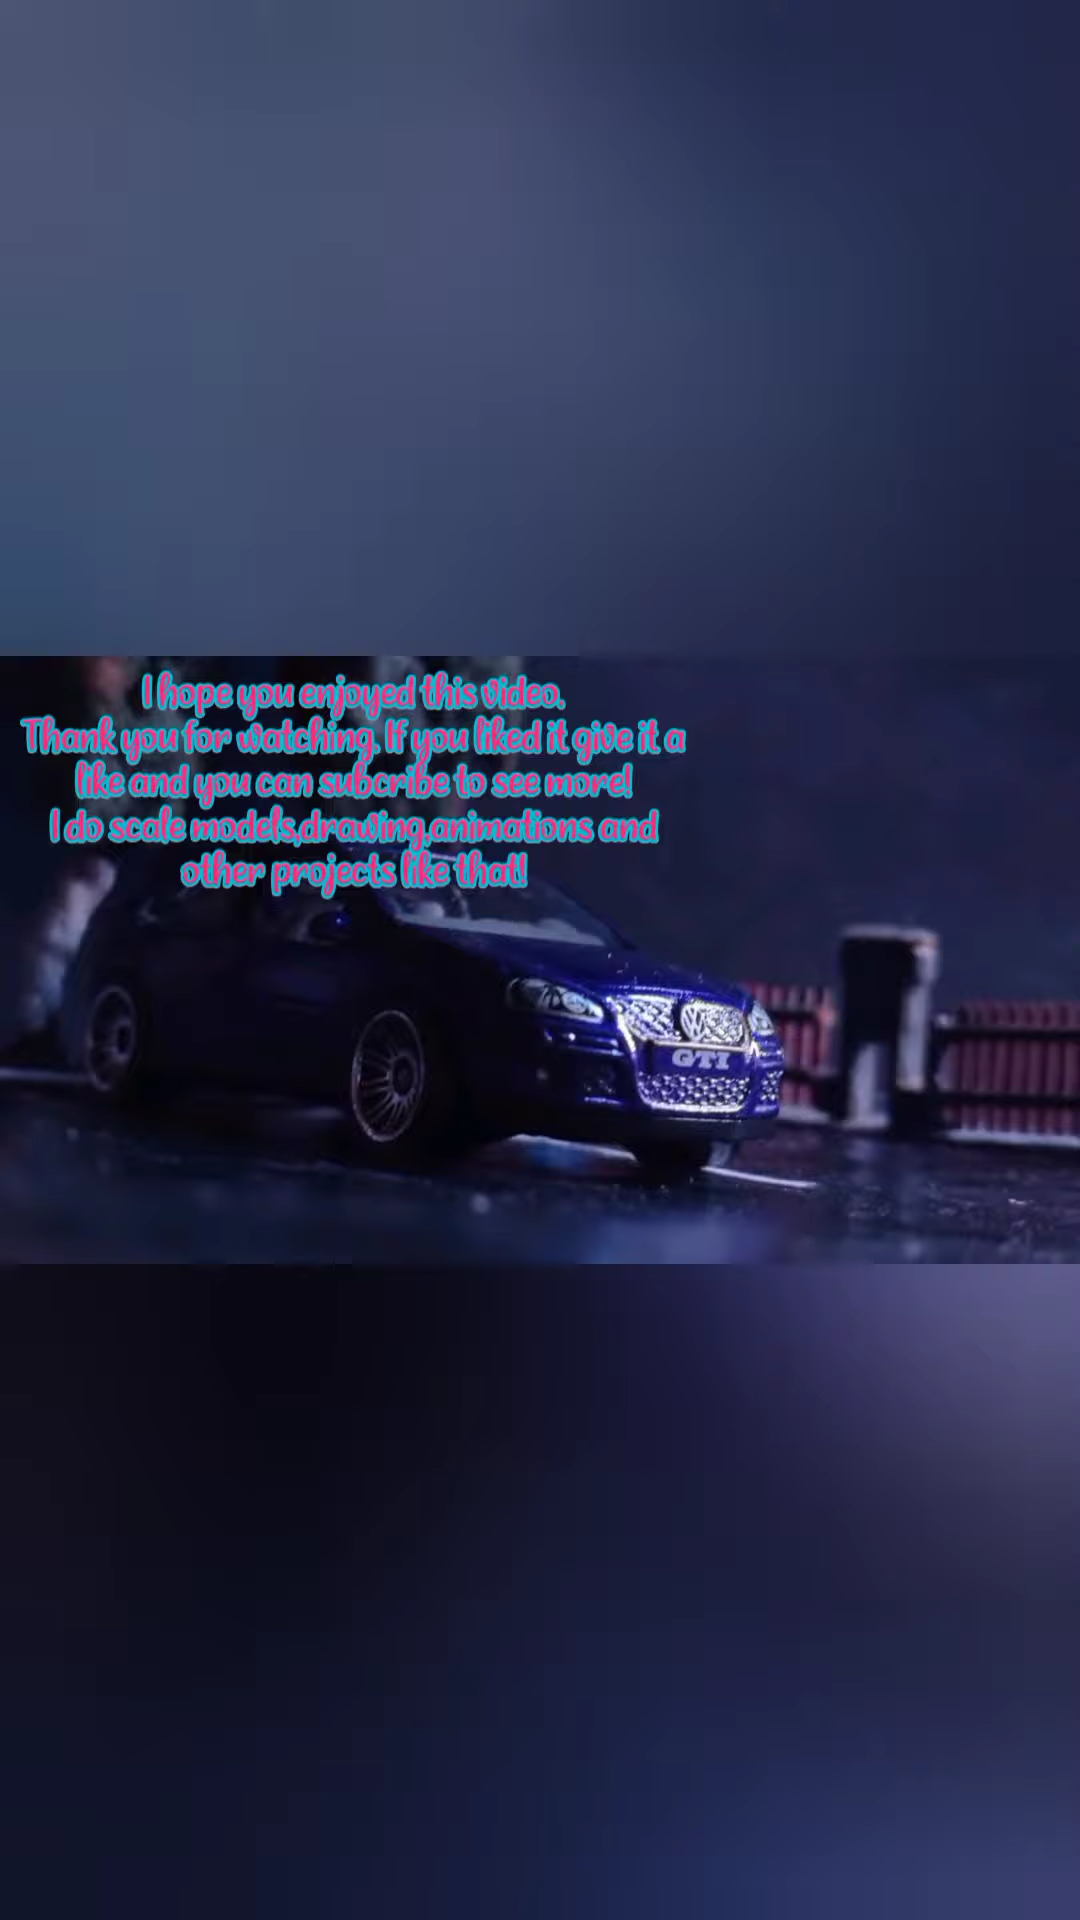 I hope you enjoyed this video.
Thank you for watching. If you liked it give it a
like and you can subcribe to see more!
I do scale models,drawing,animations and
other projects like that!
GTI